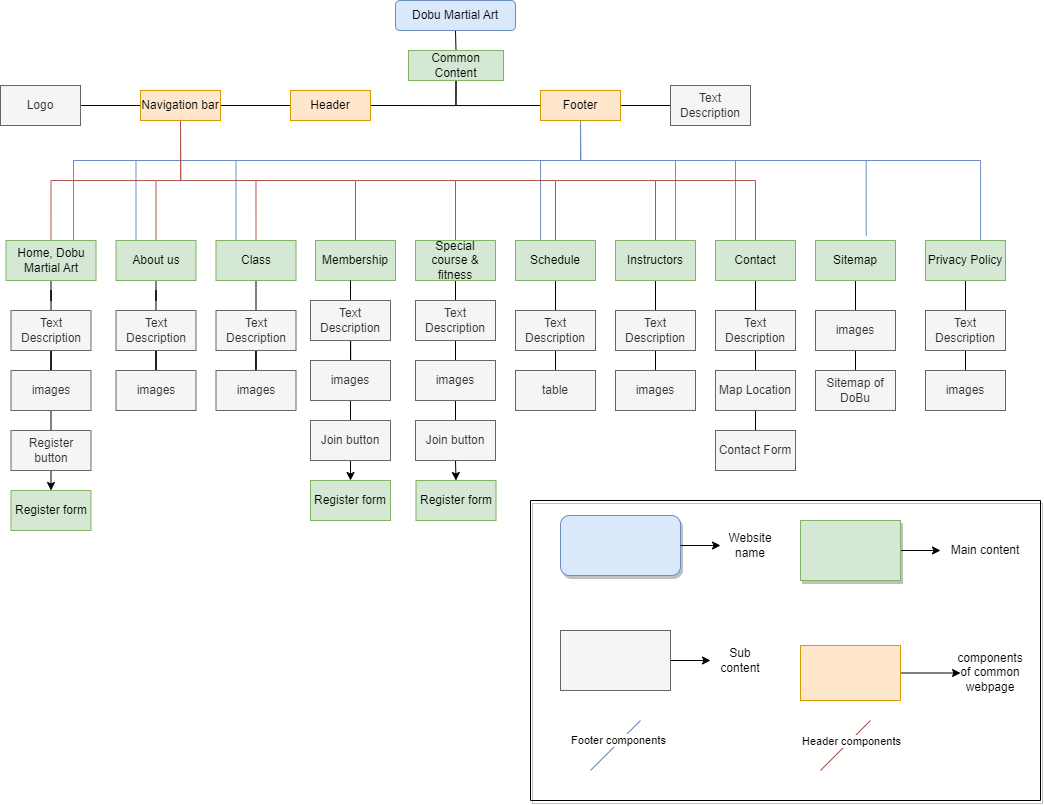 Dobu Martial Art
Common
Content
Logo
Navigation bar
Header
Footer
Text
Description
Home, Dobu
Martial Art
About us
Class
Membership
Special
course &
fitness
Schedule
Instructors
Contact
Sitemap
Privacy Policy
Text
Description
Text
Description
Text
Description
Text
Description
Text
Description
Text
Description
Text
Description
Text
Description
images
Text
Description
images
images
images
images
images
table
images
Map Location
Sitemap of
DoBu
images
Register
button
Join button
Join button
Contact Form
Register form
Register form
Register form
Website
name
Main content
Sub
content
components
of common
webpage
Footer components
Header components